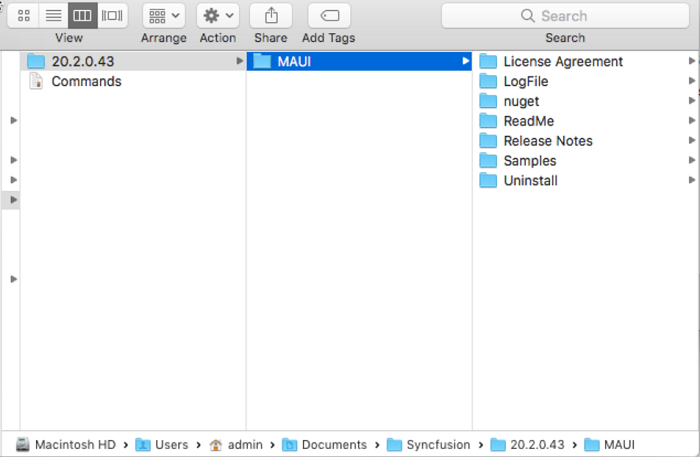 Search
View Arrange Action Share Add Tags Search
20.2.0.43 MAUI License Agreement
Commands LogFile
nuget
ReadMe
Release Notes
Samples
Uninstall
Macintosh HD › Users › admin › Documents › Syncfusion › 20.2.0.43 › MAUI